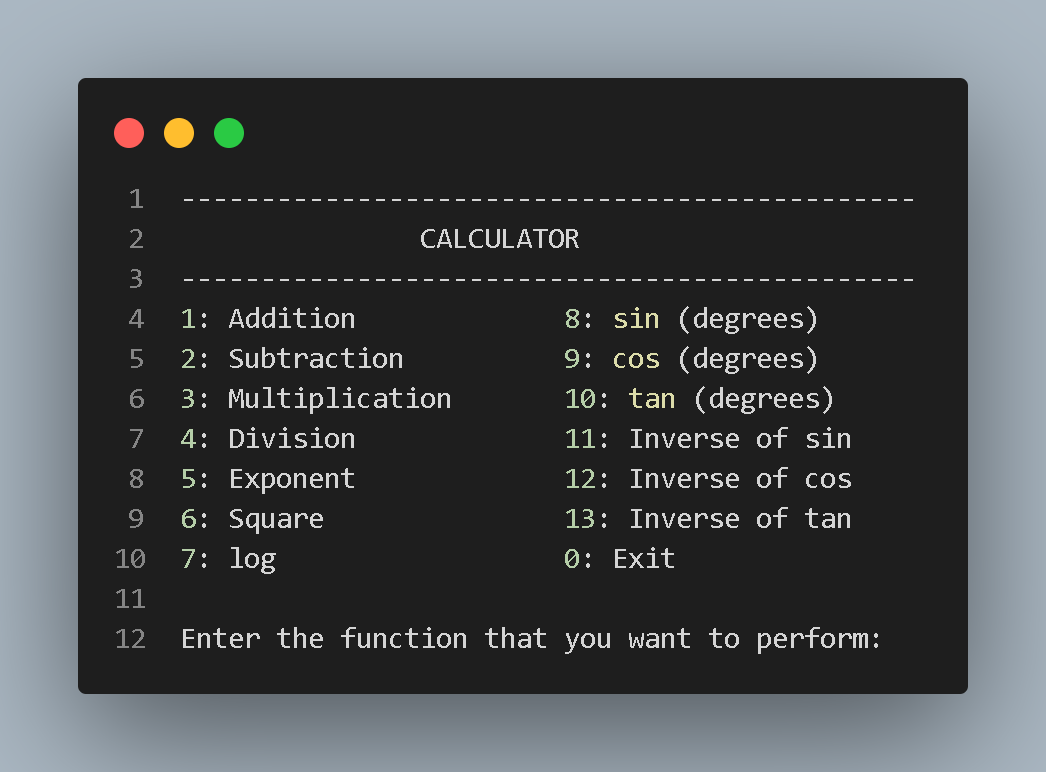 1 ----------------------------------------------
2 CALCULATOR
3 ----------------------------------------------
4 1: Addition 8: sin (degrees)
5 2: Subtraction 9: cos (degrees)
6 3: Multiplication 10: tan (degrees)
7 4: Division 11: Inverse of sin
8 5: Exponent 12: Inverse of cos
9 6: Square 13: Inverse of tan
10 7: log 0: Exit
11
12 Enter the function that you want to perform: